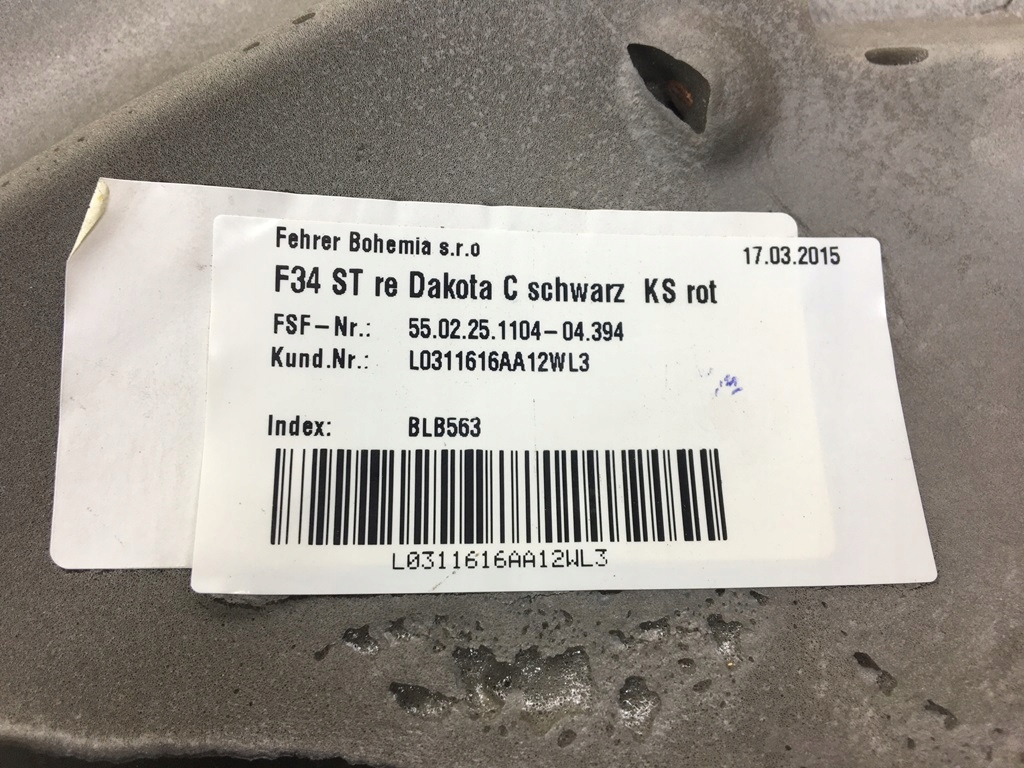 Fehrer Bohemia s.r.o 17.03.2015
F34 ST re Dakota C schwarz KS rot
FSF-Nr.: 55.02.25.1104-04.394
Kund.Nr.: L0311616AA12WL3
Index: BLB563
L0311616AA12WL3